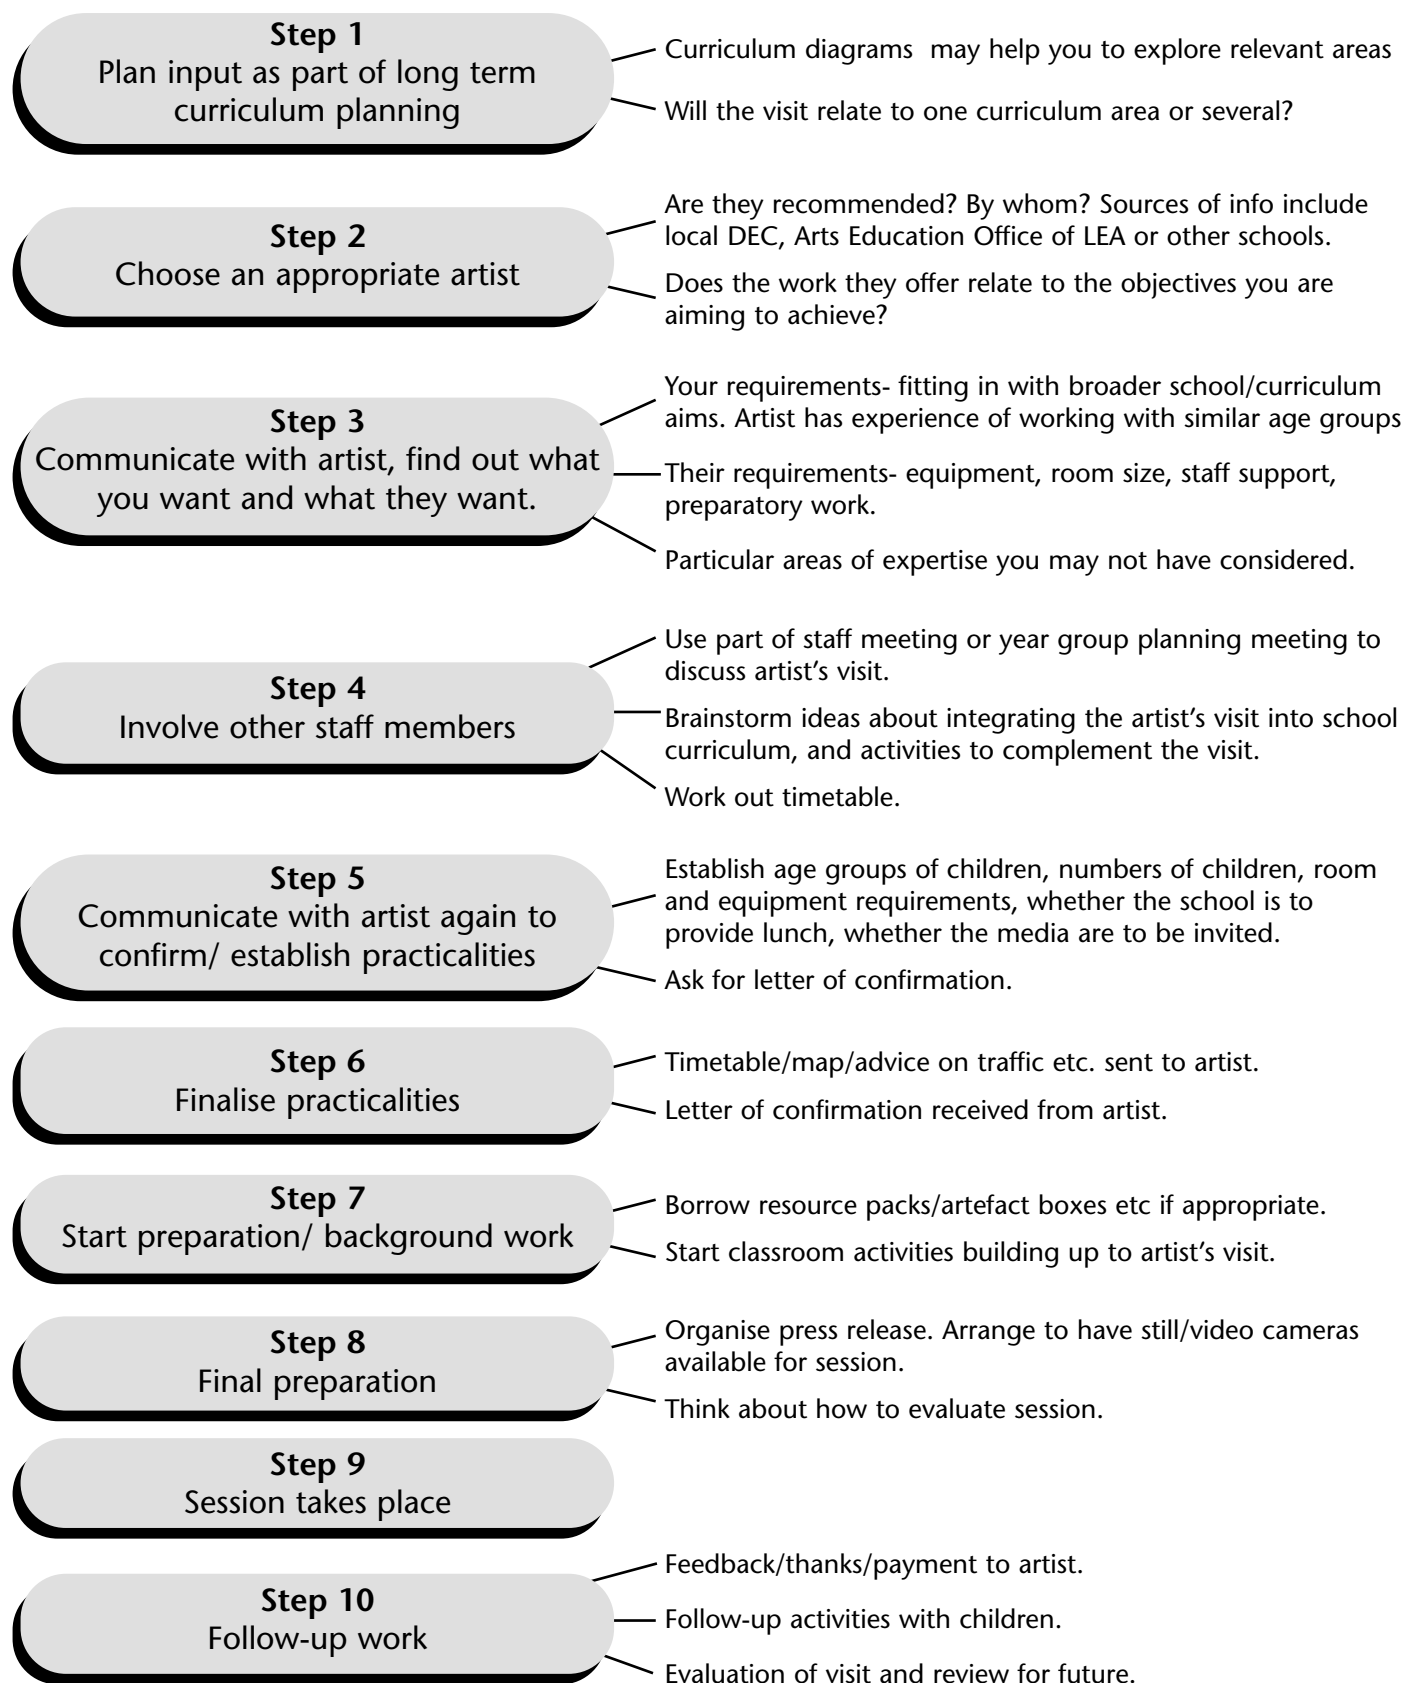 Step 1
Plan input as part of long term
curriculum planning
Curriculum diagrams  may help you to explore relevant areas
Will the visit relate to one curriculum area or several?
Step 2
Choose an appropriate artist
Are they recommended? By whom? Sources of info include
local DEC, Arts Education Office of LEA or other schools.
Does the work they offer relate to the objectives you are
aiming to achieve?
Step 3
Communicate with artist, find out what
you want and what they want.
Your requirements- fitting in with broader school/curriculum
aims. Artist has experience of working with similar age groups
Their requirements- equipment, room size, staff support,
preparatory work.
Particular areas of expertise you may not have considered.
Step 4
Involve other staff members
Use part of staff meeting or year group planning meeting to
discuss artist’s visit.
Brainstorm ideas about integrating the artist’s visit into school
curriculum, and activities to complement the visit.
Work out timetable.
Step 5
Communicate with artist again to
confirm/ establish practicalities
Establish age groups of children, numbers of children, room
and equipment requirements, whether the school is to
provide lunch, whether the media are to be invited.
Ask for letter of confirmation.
Step 6
Finalise practicalities
Timetable/map/advice on traffic etc. sent to artist.
Letter of confirmation received from artist.
Step 7
Start preparation/ background work
Borrow resource packs/artefact boxes etc if appropriate.
Start classroom activities building up to artist’s visit.
Step 8
Final preparation
Organise press release. Arrange to have still/video cameras
available for session.
Think about how to evaluate session.
Step 9
Session takes place
Step 10
Follow-up work
Feedback/thanks/payment to artist.
Follow-up activities with children.
Evaluation of visit and review for future.